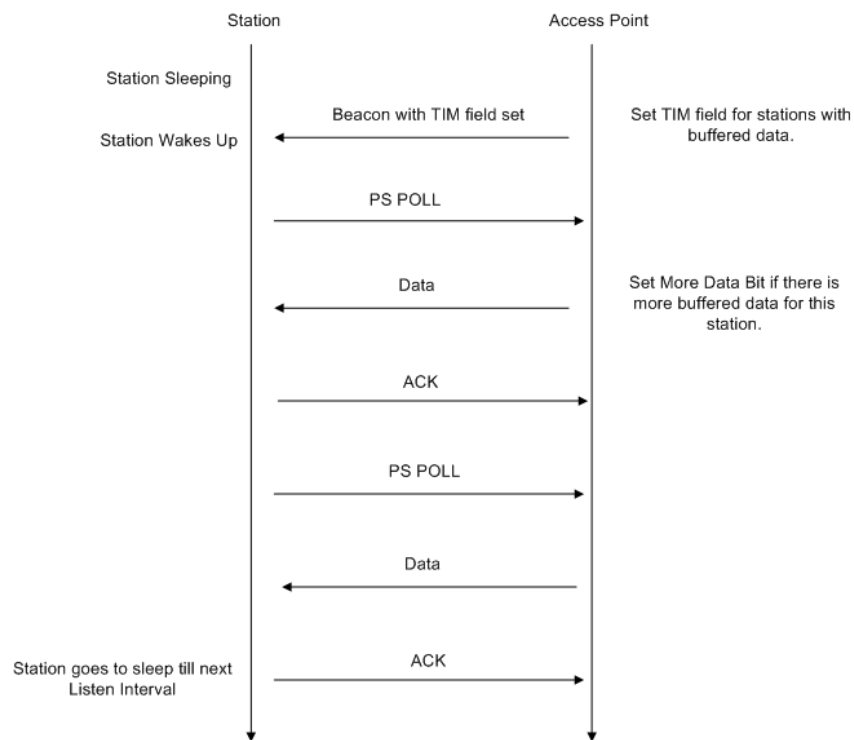 Station
Access Point
Station Sleeping
Beacon with TIM field set
Set TIM field for stations with
buffered data.
Station Wakes Up
PS POLL
Data
Set More Data Bit if there is
more buffered data for this
station.
ACK
PS POLL
Data
ACK
Station goes to sleep till next
Listen Interval